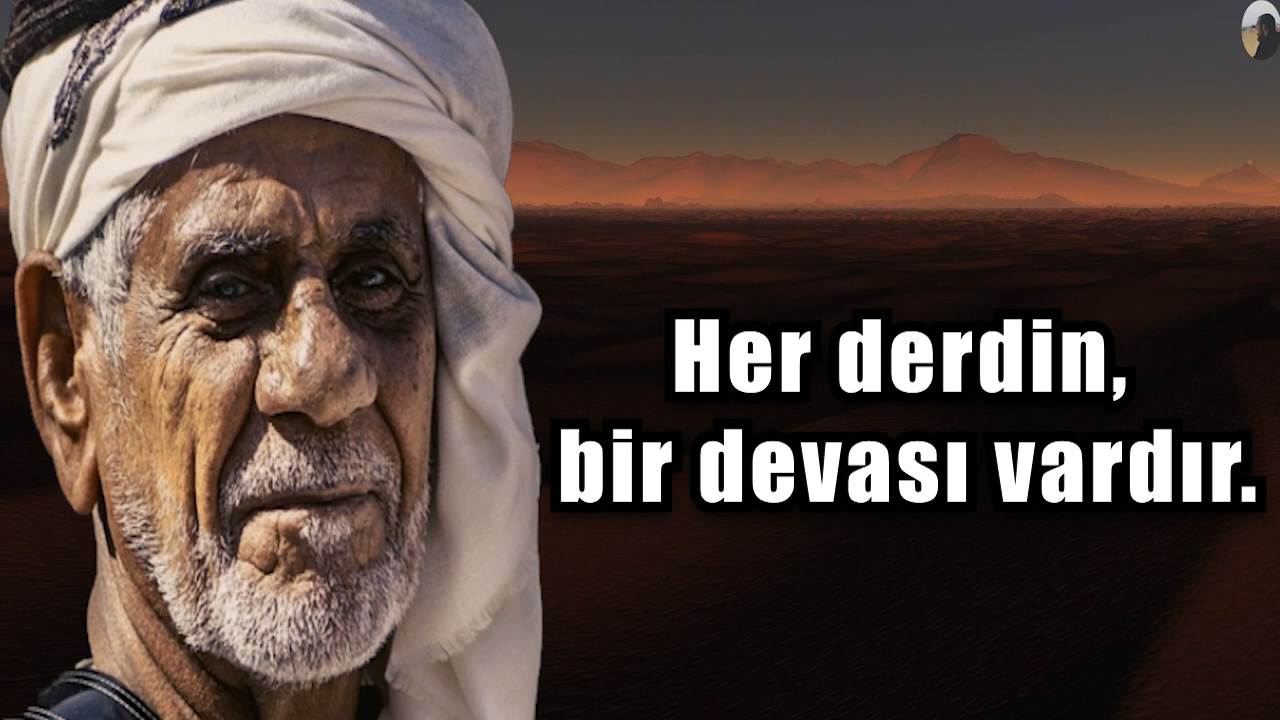 Her derdin,
bir devası vardır.